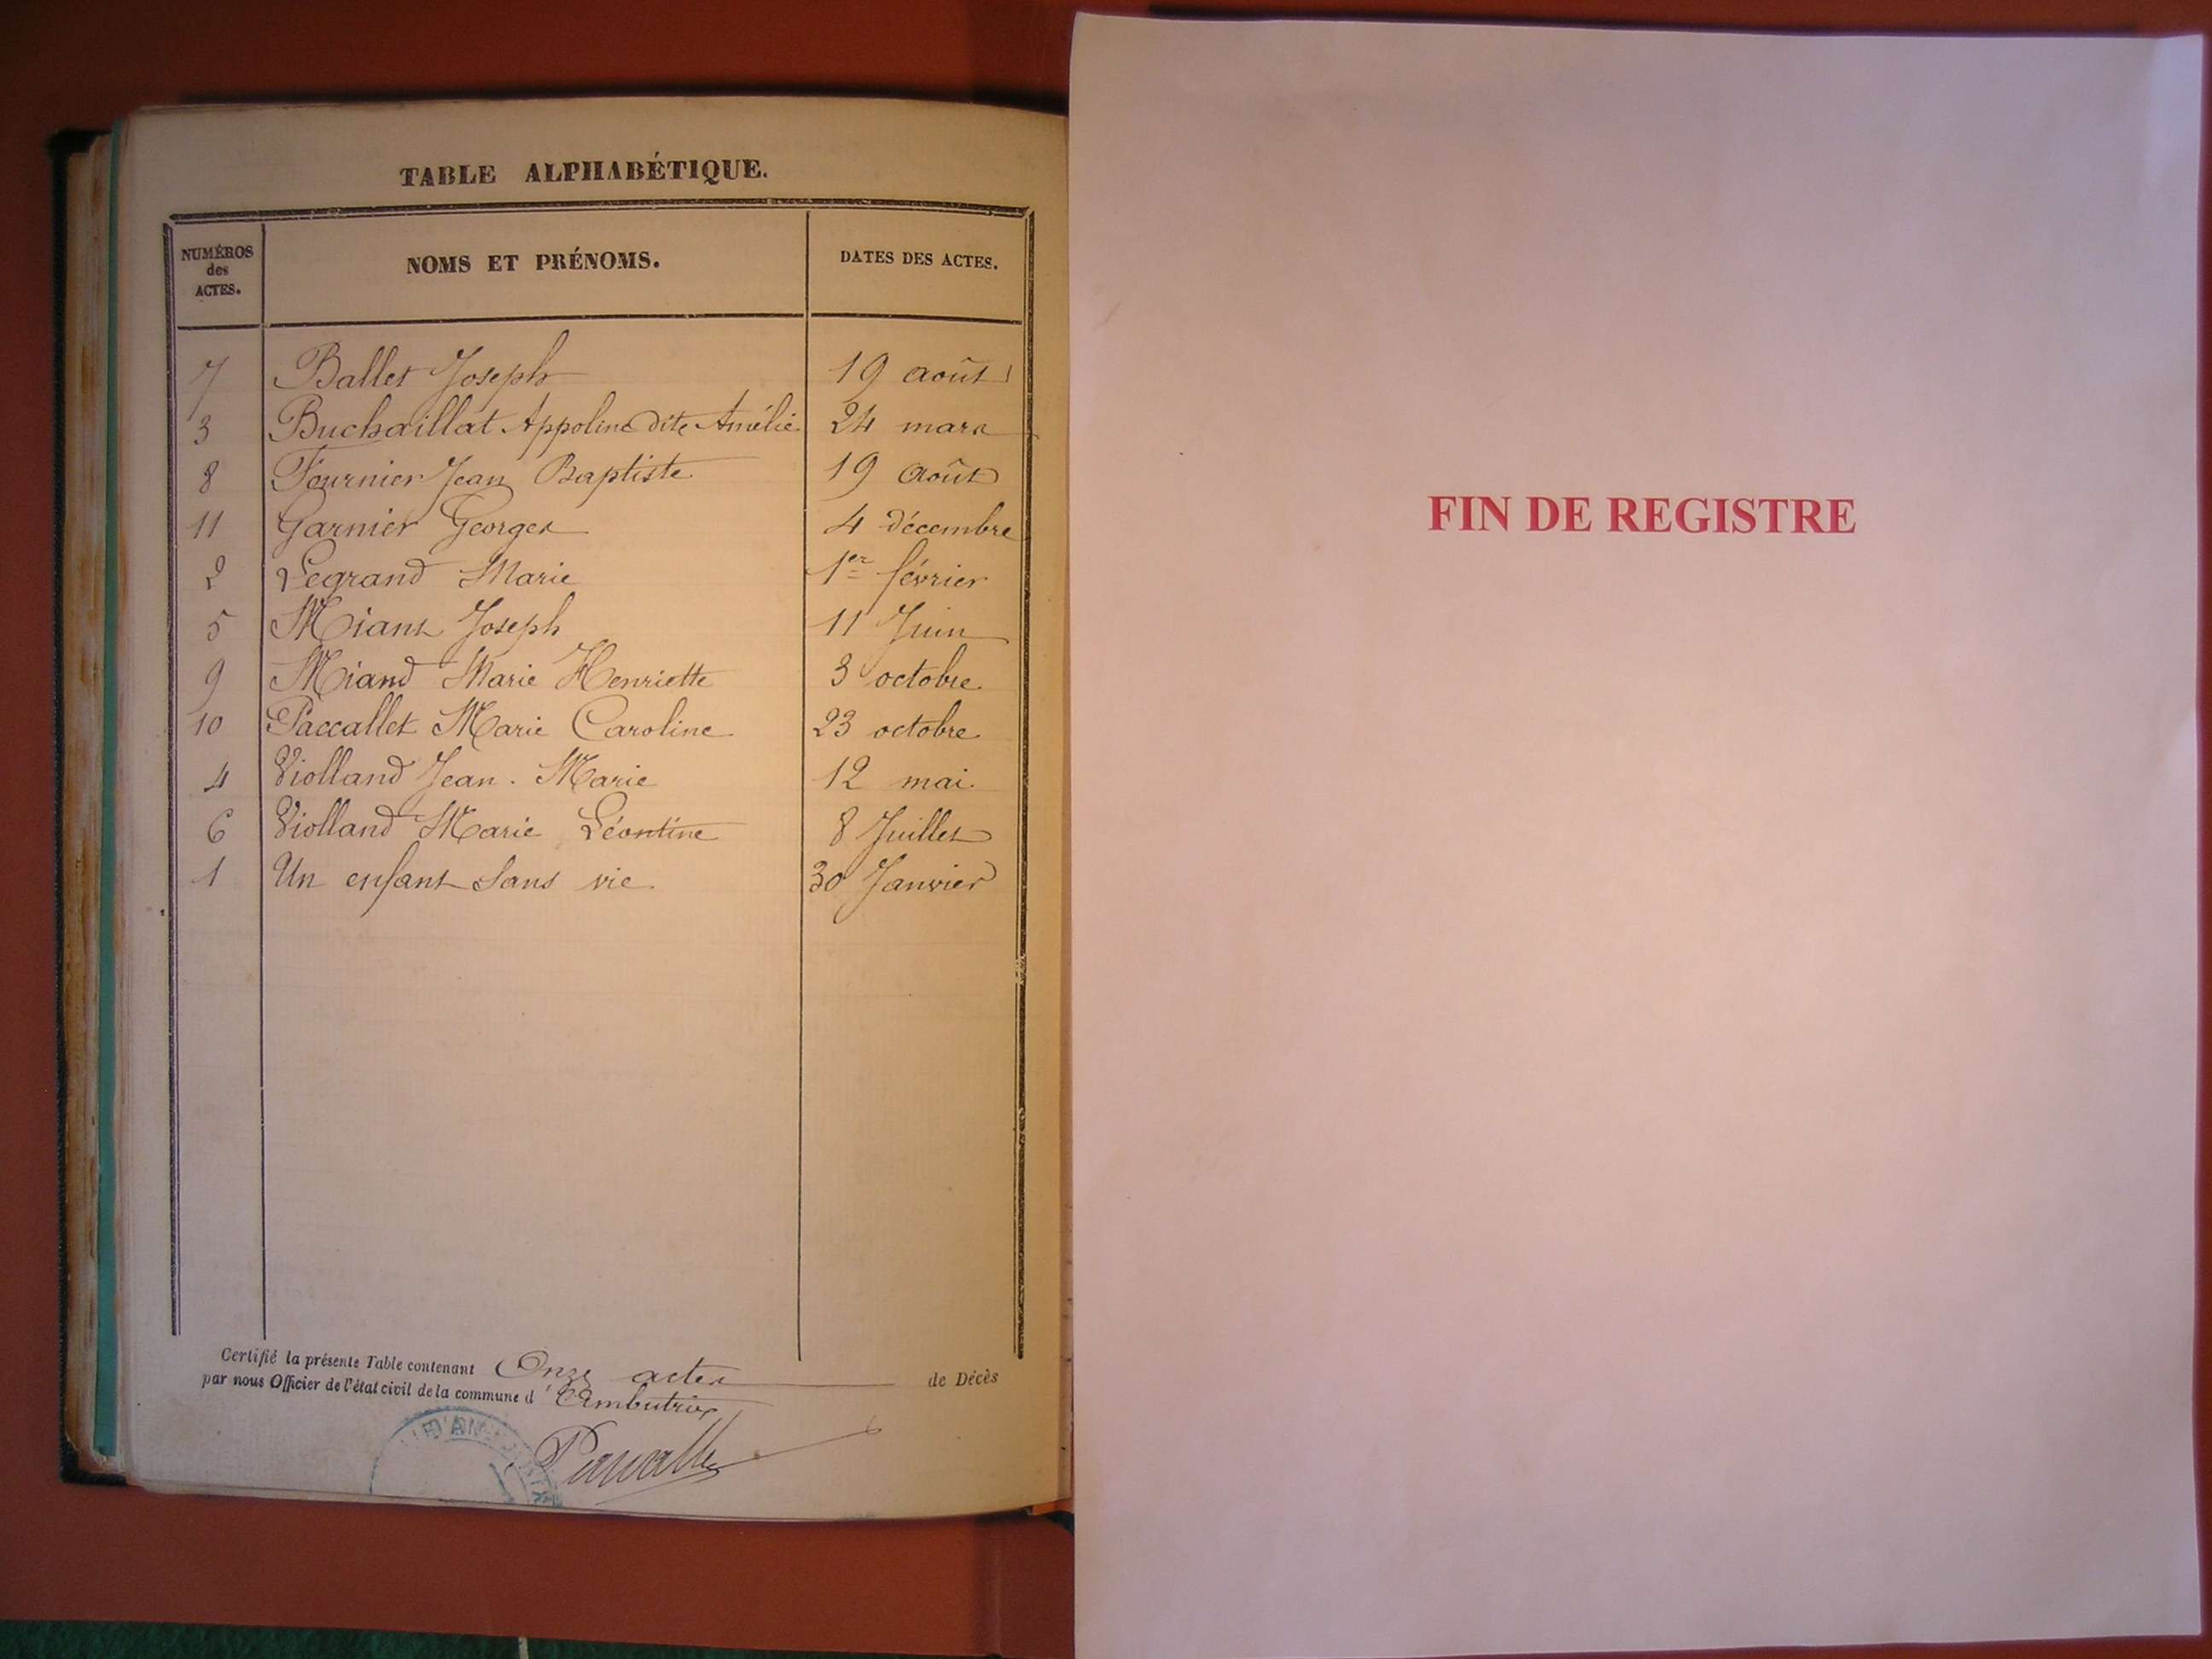 TABLE ALPHABÉTIQUE.
NUMÉROS des ACTES. NOMS ET PRÉNOMS. DATES DES ACTES.
7 Ballet Joseph 19 août
3 Buchaillat Appoline dite Amélie 24 mars
8 Fournier Jean Baptiste 19 août
11 Garnier Georges 4 décembre
2 Legrand Marie 1er février
5 Miant Joseph 11 Juin
9 Miand Marie Henriette 3 octobre
10 Paccallet Marie Caroline 23 octobre
4 Violland Jean. Marie 12 mai
6 Violland Marie Léontine 8 Juillet
1 Un enfant sans vie 30 Janvier
Certifié la présente Table contenant Onze actes de Décès
par nous Officier de l'état civil de la commune d'Ambutrix
FIN DE REGISTRE